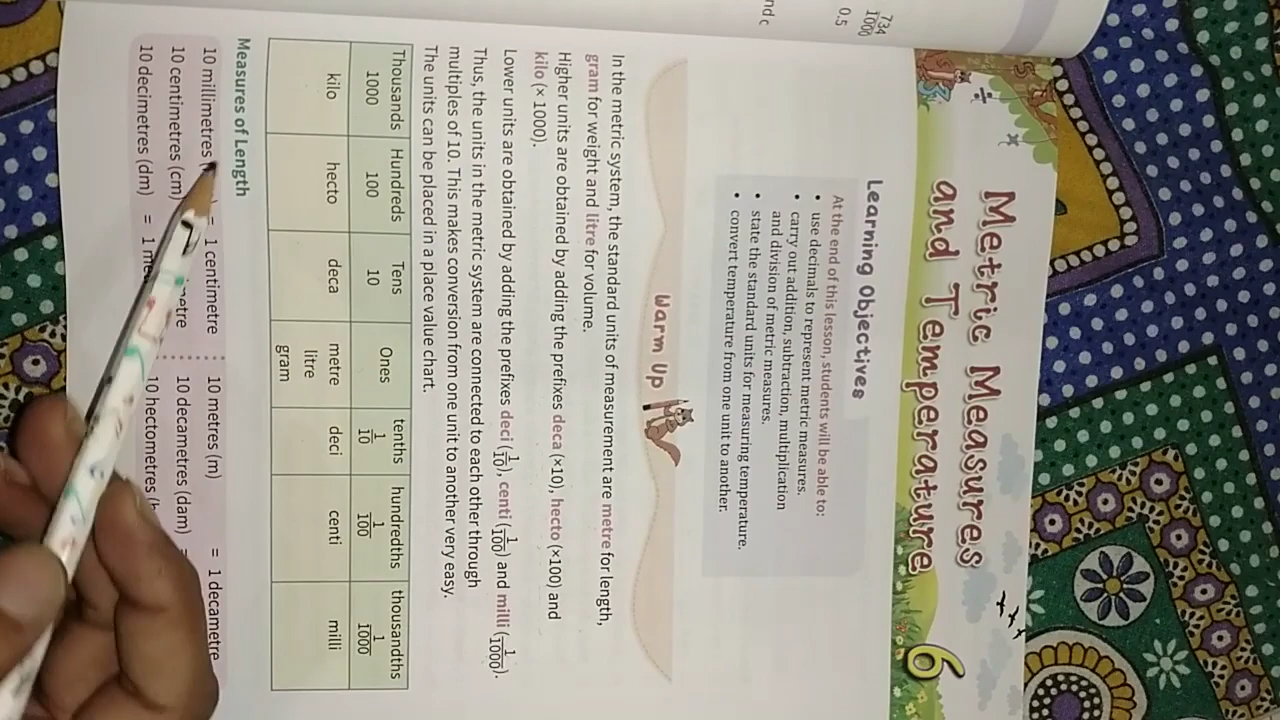 734
1000
0.5
nd c
Metric Measures
and Temperature
6
Learning Objectives
At the end of this lesson, students will be able to:
• use decimals to represent metric measures.
• carry out addition, subtraction, multiplication
and division of metric measures.
• state the standard units for measuring temperature.
• convert temperature from one unit to another.
Warm Up
In the metric system, the standard units of measurement are metre for length,
gram for weight and litre for volume.
Higher units are obtained by adding the prefixes deca (×10), hecto (×100) and
kilo (× 1000).
Lower units are obtained by adding the prefixes deci (1/10), centi (1/100) and milli (1/1000).
Thus, the units in the metric system are connected to each other through
multiples of 10. This makes conversion from one unit to another very easy.
The units can be placed in a place value chart.
Thousands Hundreds Tens Ones tenths hundredths thousandths
1000 100 10 1/10 1/100 1/1000
kilo hecto deca metre deci centi milli
litre
gram
Measures of Length
10 millimetres = 1 centimetre 10 metres (m) = 1 decametre
10 centimetres (cm) 10 decametres (dam) =
10 decimetres (dm) = 1 10 hectometres